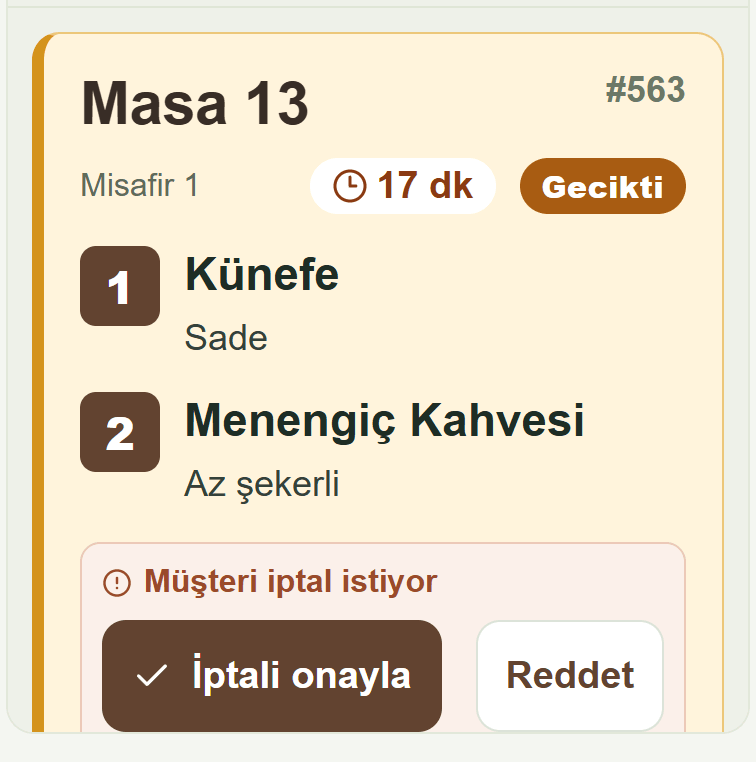 Masa 13
#563
Misafir 1
17 dk
Gecikti
1
Künefe
Sade
2
Menengiç Kahvesi
Az şekerli
Müşteri iptal istiyor
İptali onayla
Reddet